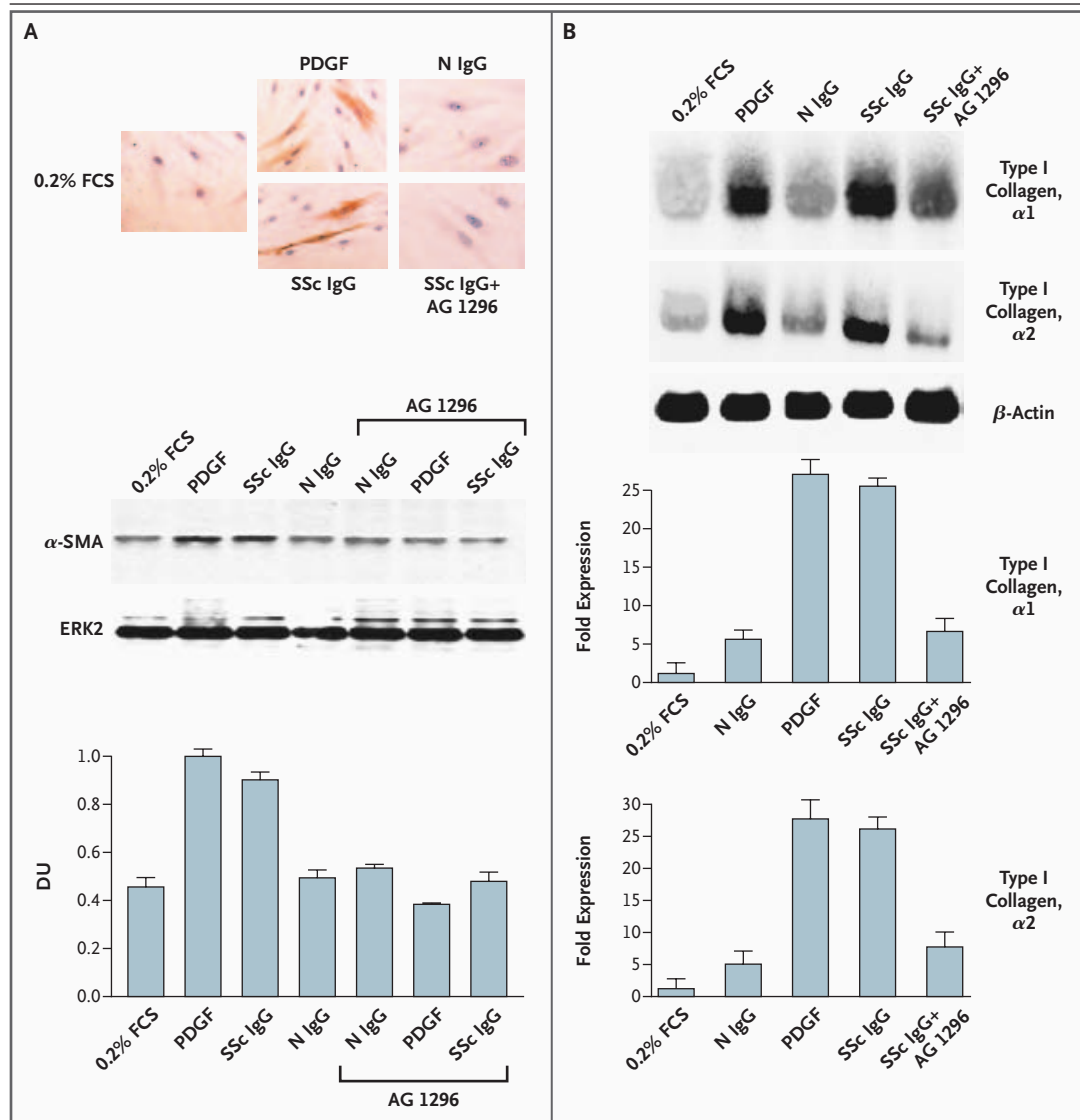 A
PDGF
N IgG
0.2% FCS
SSc IgG
SSc IgG+
AG 1296
AG 1296
0.2% FCS
PDGF
SSc IgG
N IgG
N IgG
PDGF
SSc IgG
α-SMA
ERK2
DU
1.0
0.8
0.6
0.4
0.2
0.0
0.2% FCS
PDGF
SSc IgG
N IgG
N IgG
PDGF
SSc IgG
AG 1296
B
0.2% FCS
PDGF
N IgG
SSc IgG
SSc IgG+
AG 1296
Type I
Collagen,
α1
Type I
Collagen,
α2
β-Actin
Fold Expression
25
20
15
10
5
0
0.2% FCS
N IgG
PDGF
SSc IgG
SSc IgG+
AG 1296
Type I
Collagen,
α1
Fold Expression
30
25
20
15
10
5
0
0.2% FCS
N IgG
PDGF
SSc IgG
SSc IgG+
AG 1296
Type I
Collagen,
α2